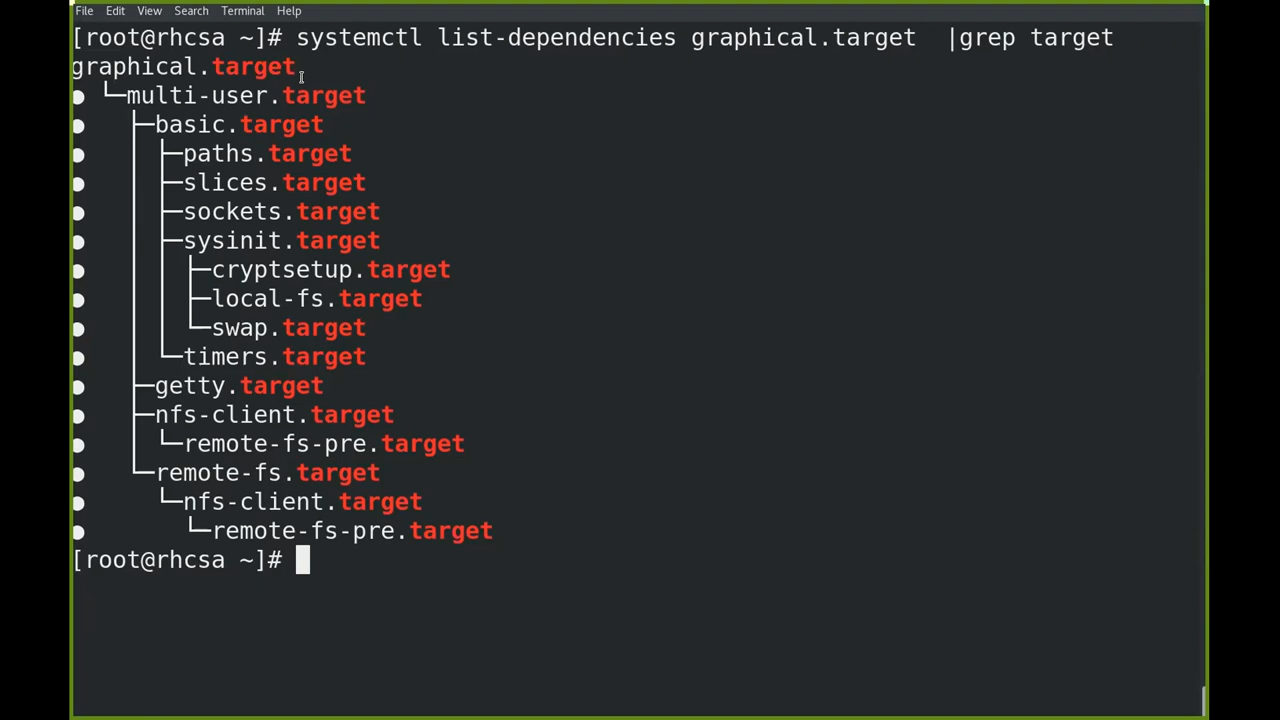 File Edit View Search Terminal Help
[root@rhcsa ~]# systemctl list-dependencies graphical.target  |grep target
graphical.target
● └─multi-user.target
●   ├─basic.target
●   │ ├─paths.target
●   │ ├─slices.target
●   │ ├─sockets.target
●   │ ├─sysinit.target
●   │ │ ├─cryptsetup.target
●   │ │ ├─local-fs.target
●   │ │ └─swap.target
●   │ └─timers.target
●   ├─getty.target
●   ├─nfs-client.target
●   │ └─remote-fs-pre.target
●   └─remote-fs.target
●     └─nfs-client.target
●       └─remote-fs-pre.target
[root@rhcsa ~]#